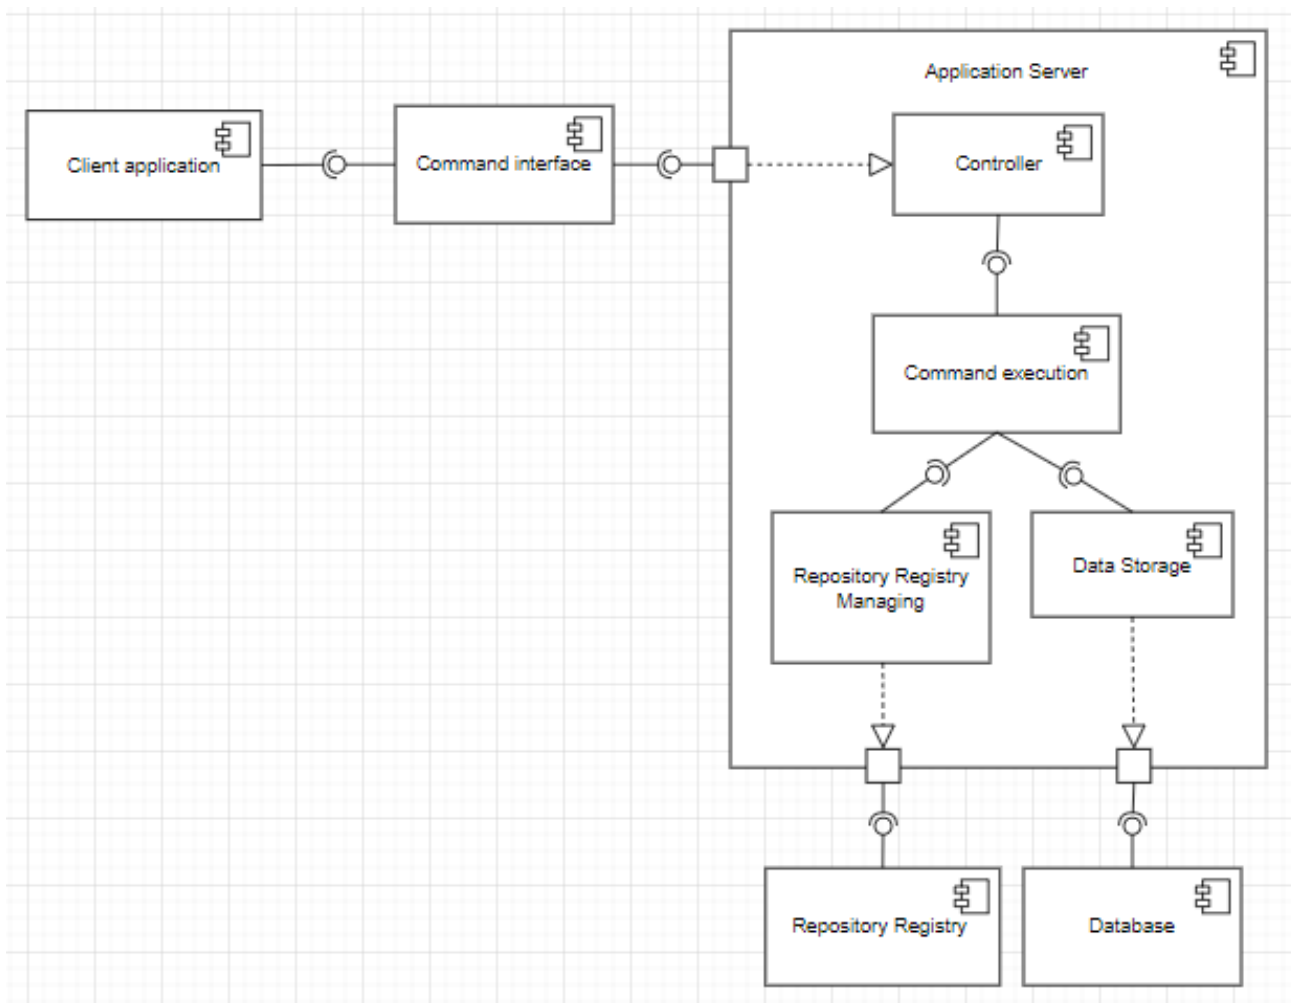 Application Server
Client application
Command interface
Controller
Command execution
Repository Registry
Managing
Data Storage
Repository Registry
Database